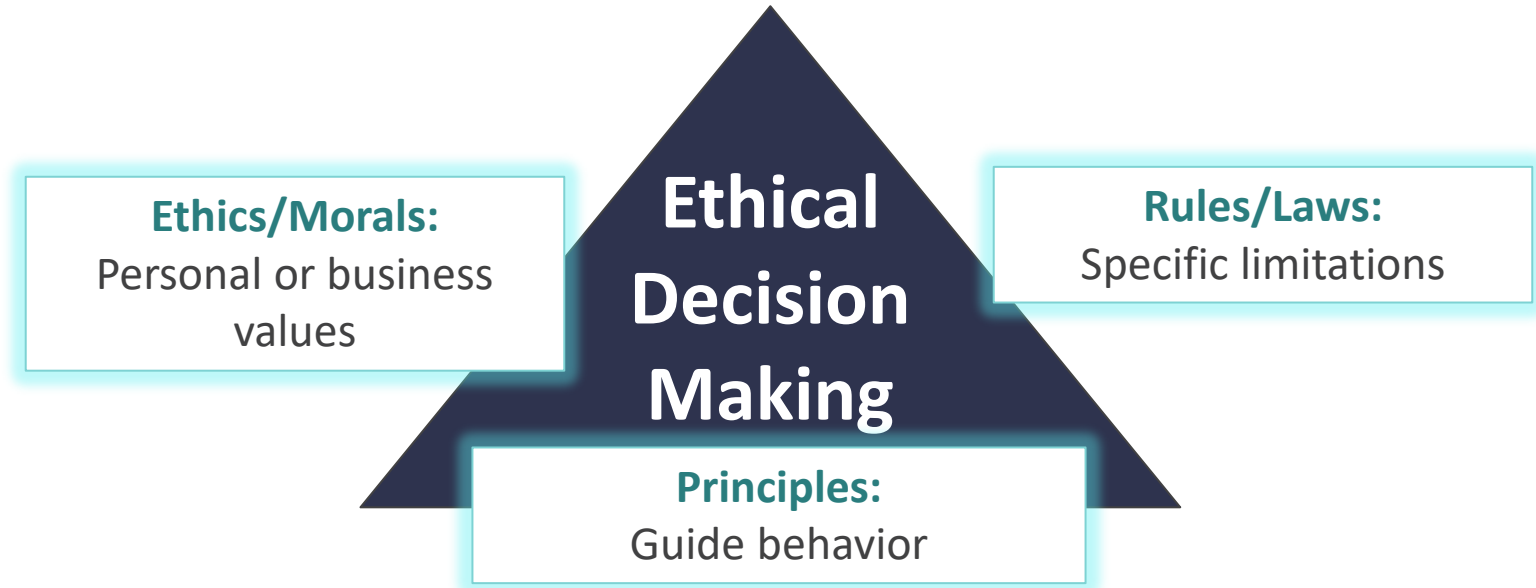 Ethical
Decision
Making
Ethics/Morals:
Personal or business
values
Rules/Laws:
Specific limitations
Principles:
Guide behavior